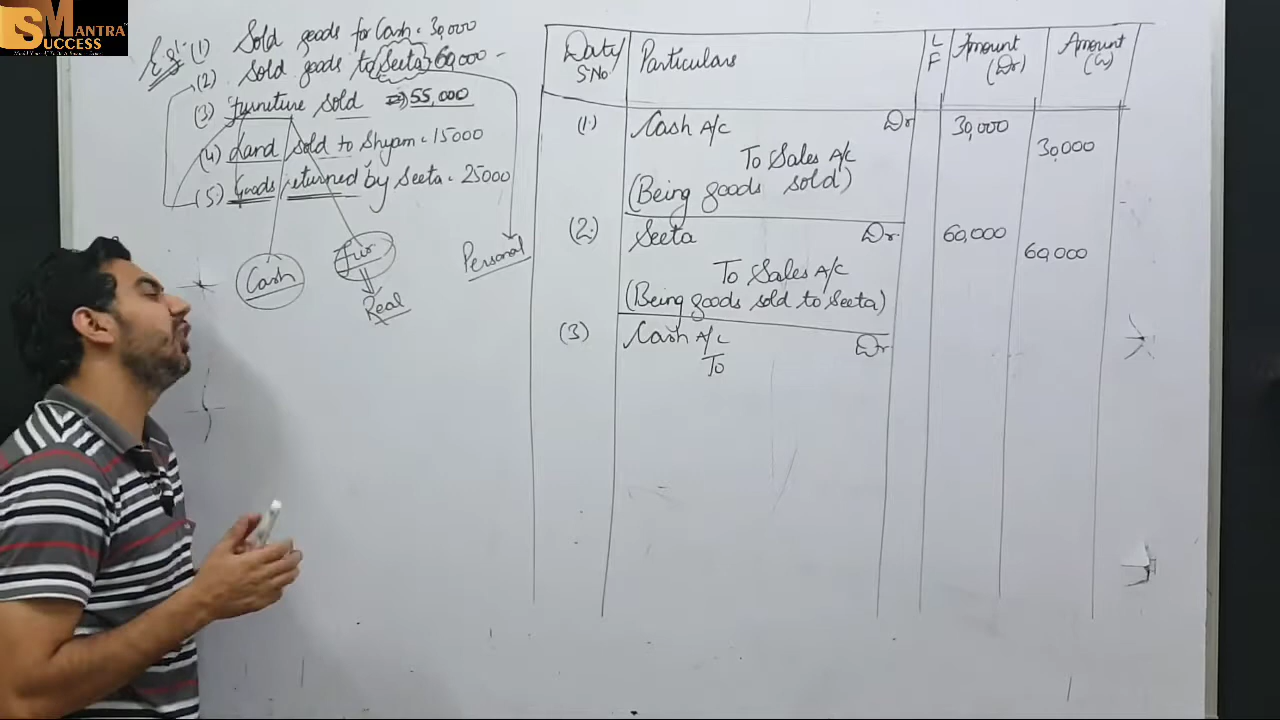 SM MANTRA
SUCCESS
Eg:
(1) Sold goods for Cash = 30,000
(2) Sold goods to Seeta = 60,000
(3) Furniture sold => 55,000
(4) Land sold to Shyam = 15000
(5) Goods returned by Seeta = 25000
Cash
Fur
Real
Personal
Date/
S.No.
Particulars
L
F
Amount
(Dr)
Amount
(Cr)
(1.) Cash A/c Dr 30,000
To Sales A/c 30,000
(Being goods sold)
(2.) Seeta Dr. 60,000
To Sales A/c 60,000
(Being goods sold to Seeta)
(3) Cash A/c Dr
To